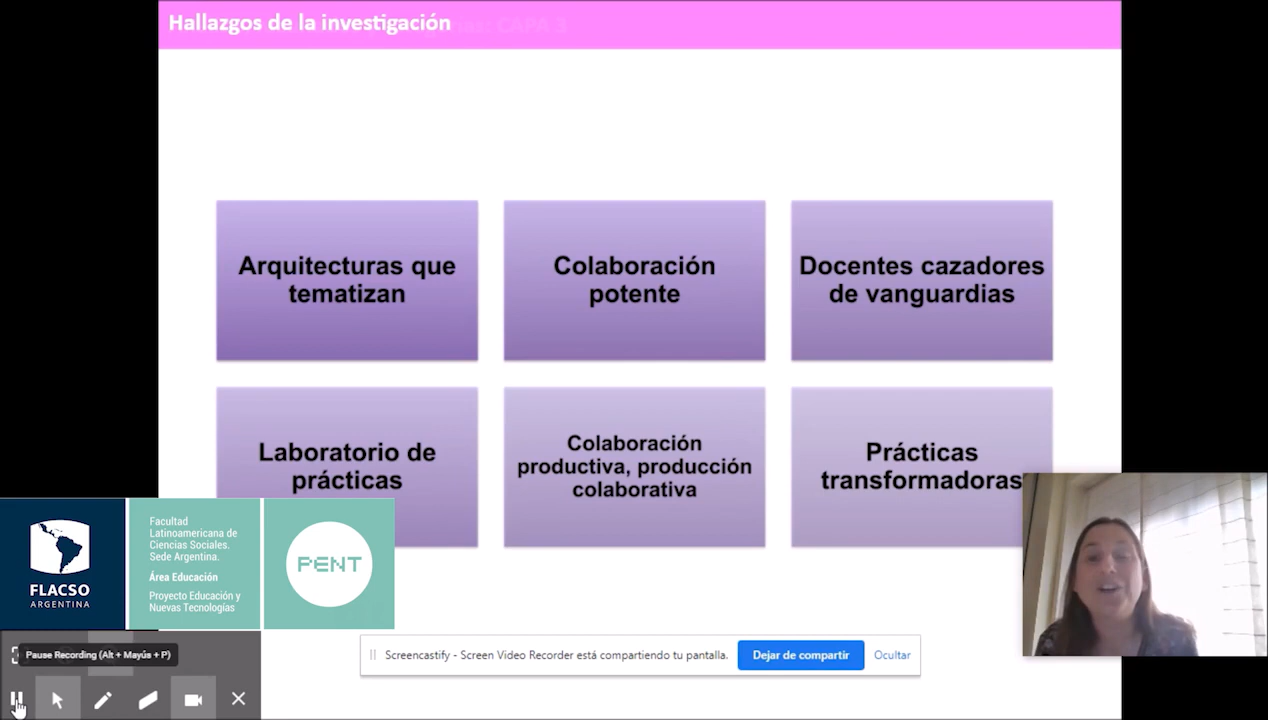 Hallazgos de la investigación
CAPA 3
Arquitecturas que
tematizan
Colaboración
potente
Docentes cazadores
de vanguardias
Laboratorio de
prácticas
Colaboración
productiva, producción
colaborativa
Prácticas
transformadoras
FLACSO
ARGENTINA
Facultad
Latinoamericana de
Ciencias Sociales.
Sede Argentina.
Área Educación
Proyecto Educación y
Nuevas Tecnologías
PENT
Pause Recording (Alt + Mayús + P)
Screencastify - Screen Video Recorder está compartiendo tu pantalla.
Dejar de compartir
Ocultar